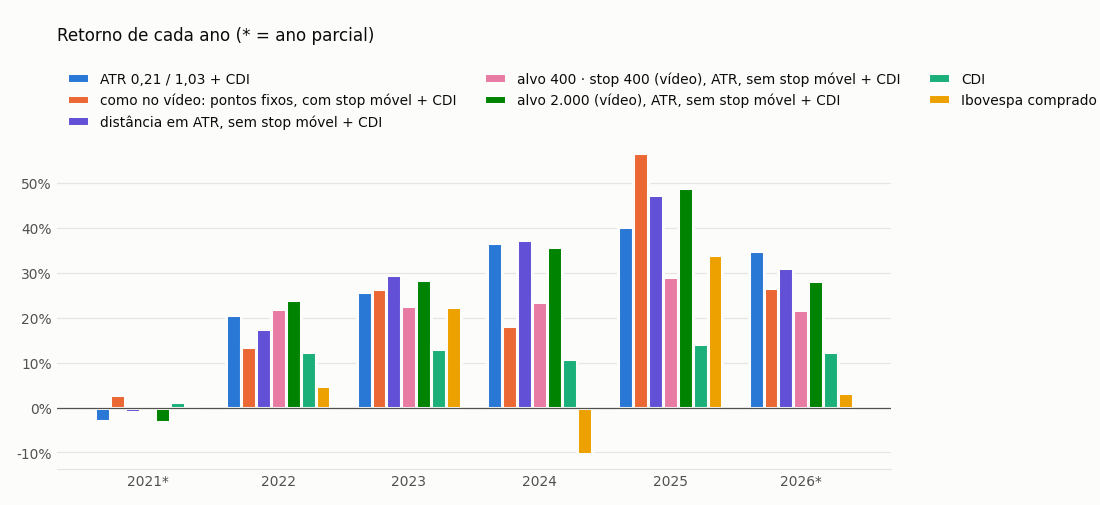 Retorno de cada ano (* = ano parcial)
ATR 0,21 / 1,03 + CDI
como no vídeo: pontos fixos, com stop móvel + CDI
distância em ATR, sem stop móvel + CDI
alvo 400 · stop 400 (vídeo), ATR, sem stop móvel + CDI
alvo 2.000 (vídeo), ATR, sem stop móvel + CDI
CDI
Ibovespa comprado
50%
40%
30%
20%
10%
0%
-10%
2021*
2022
2023
2024
2025
2026*